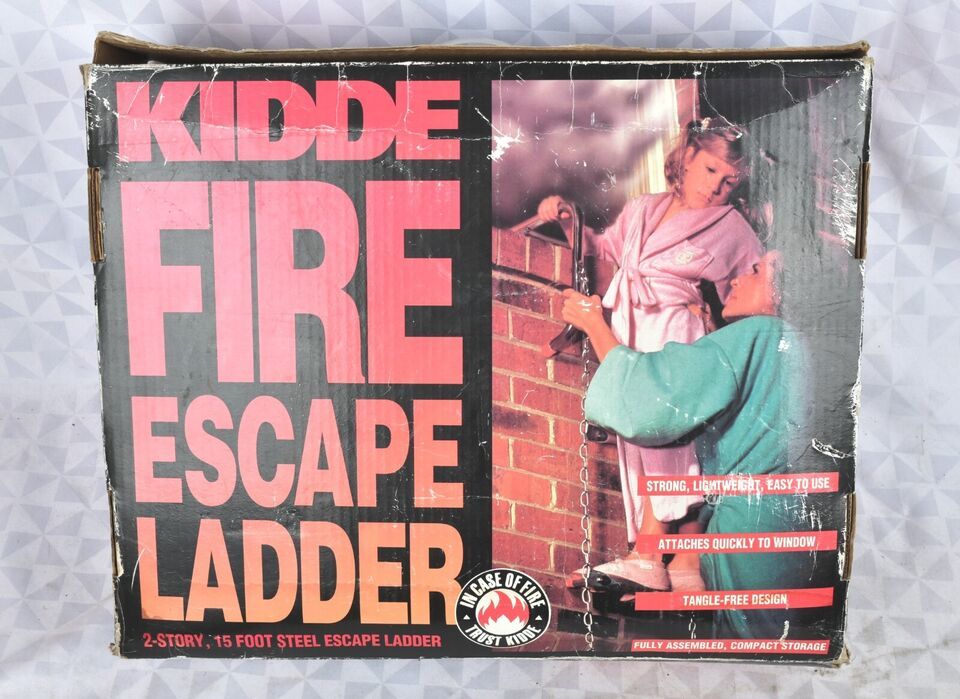 KIDDE
FIRE
ESCAPE
LADDER
2-STORY, 15 FOOT STEEL ESCAPE LADDER
IN CASE OF FIRE
TRUST KIDDE
STRONG, LIGHTWEIGHT, EASY TO USE
ATTACHES QUICKLY TO WINDOW
TANGLE-FREE DESIGN
FULLY ASSEMBLED, COMPACT STORAGE